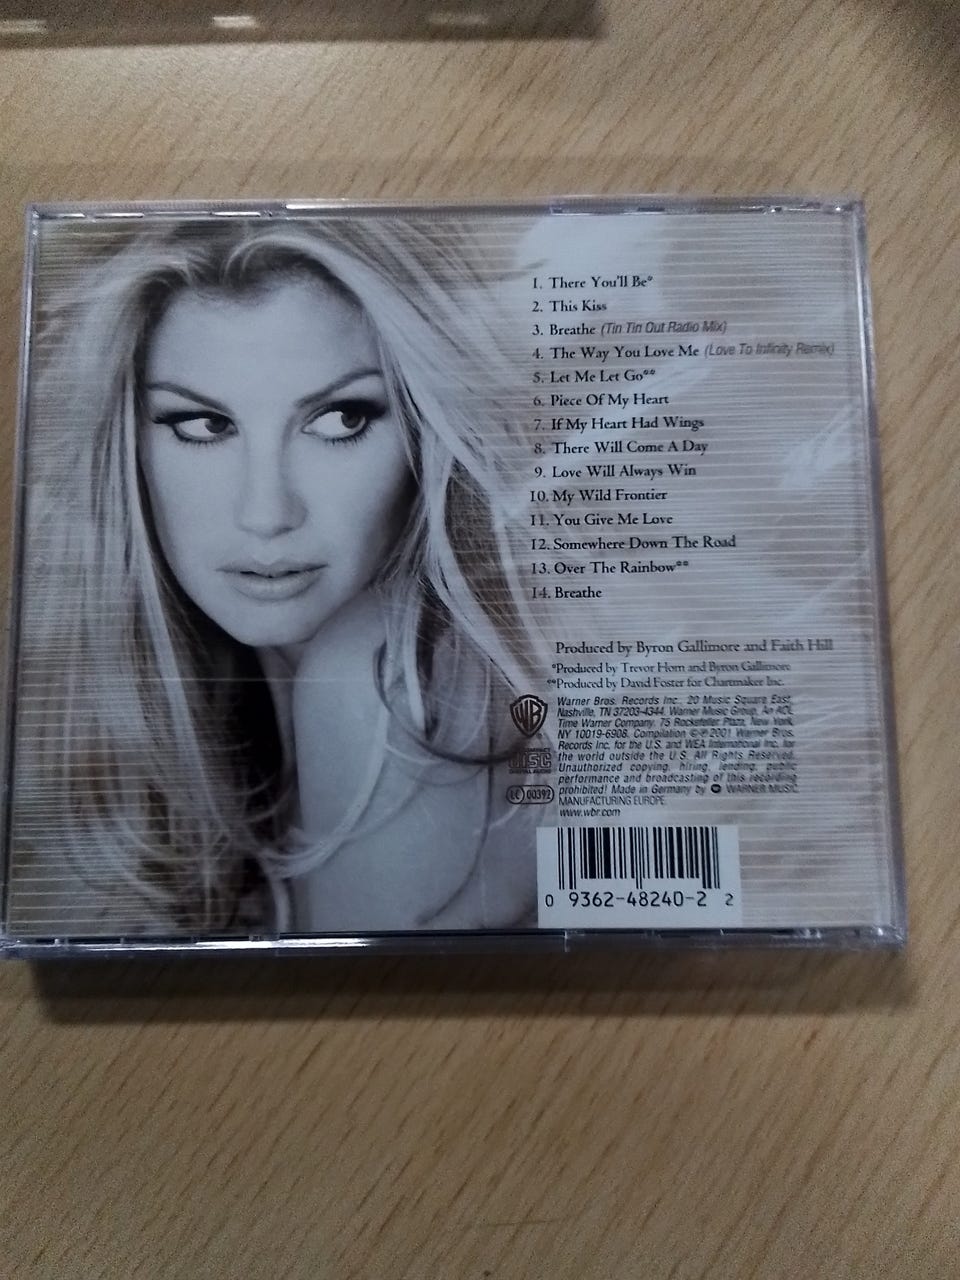 1. There You'll Be*
2. This Kiss
3. Breathe (Tin Tin Out Radio Mix)
4. The Way You Love Me (Love To Infinity Remix)
5. Let Me Let Go**
6. Piece Of My Heart
7. If My Heart Had Wings
8. There Will Come A Day
9. Love Will Always Win
10. My Wild Frontier
11. You Give Me Love
12. Somewhere Down The Road
13. Over The Rainbow**
14. Breathe
Produced by Byron Gallimore and Faith Hill
*Produced by Trevor Horn and Byron Gallimore
**Produced by David Foster for Chartmaker Inc.
WB
Warner Bros. Records Inc., 20 Music Square East,
Nashville, TN 37203-4344. Warner Music Group, An AOL
Time Warner Company. 75 Rockefeller Plaza, New York,
NY 10019-6908. Compilation ©℗ 2001 Warner Bros.
Records Inc. for the U.S. and WEA International Inc. for
the world outside the U.S. All Rights Reserved.
Unauthorized copying, hiring, lending, public
performance and broadcasting of this recording
prohibited! Made in Germany by WARNER MUSIC
MANUFACTURING EUROPE.
www.wbr.com
COMPACT
disc
DIGITAL AUDIO
LC 00392
0 93624-8240-2 2